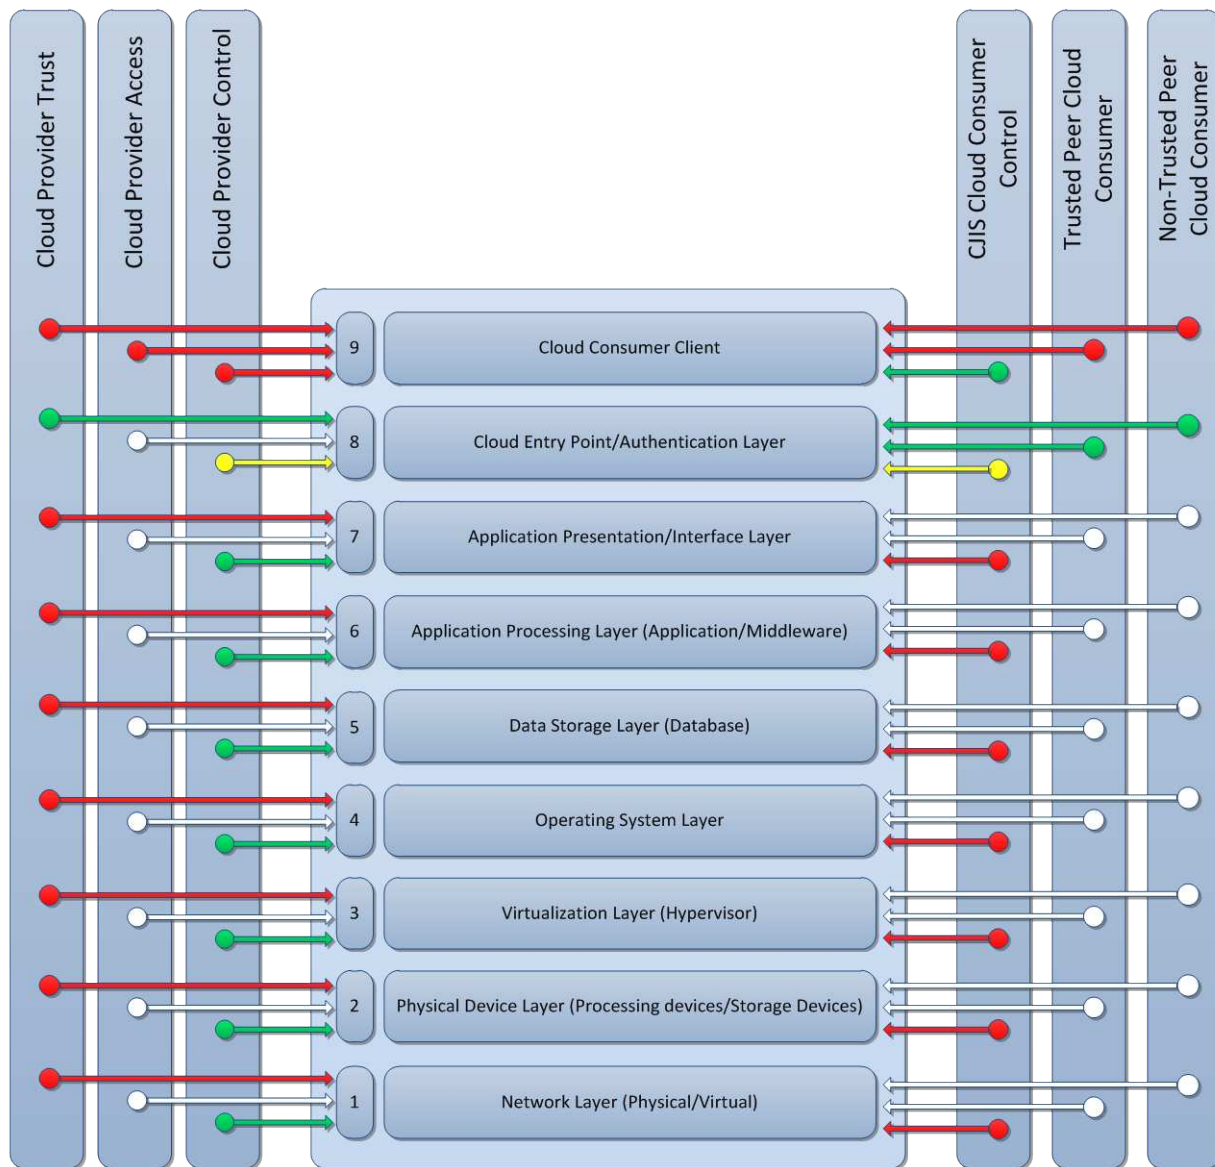 Cloud Provider Trust
Cloud Provider Access
Cloud Provider Control
CJIS Cloud Consumer
Control
Trusted Peer Cloud
Consumer
Non-Trusted Peer
Cloud Consumer
9
Cloud Consumer Client
8
Cloud Entry Point/Authentication Layer
7
Application Presentation/Interface Layer
6
Application Processing Layer (Application/Middleware)
5
Data Storage Layer (Database)
4
Operating System Layer
3
Virtualization Layer (Hypervisor)
2
Physical Device Layer (Processing devices/Storage Devices)
1
Network Layer (Physical/Virtual)